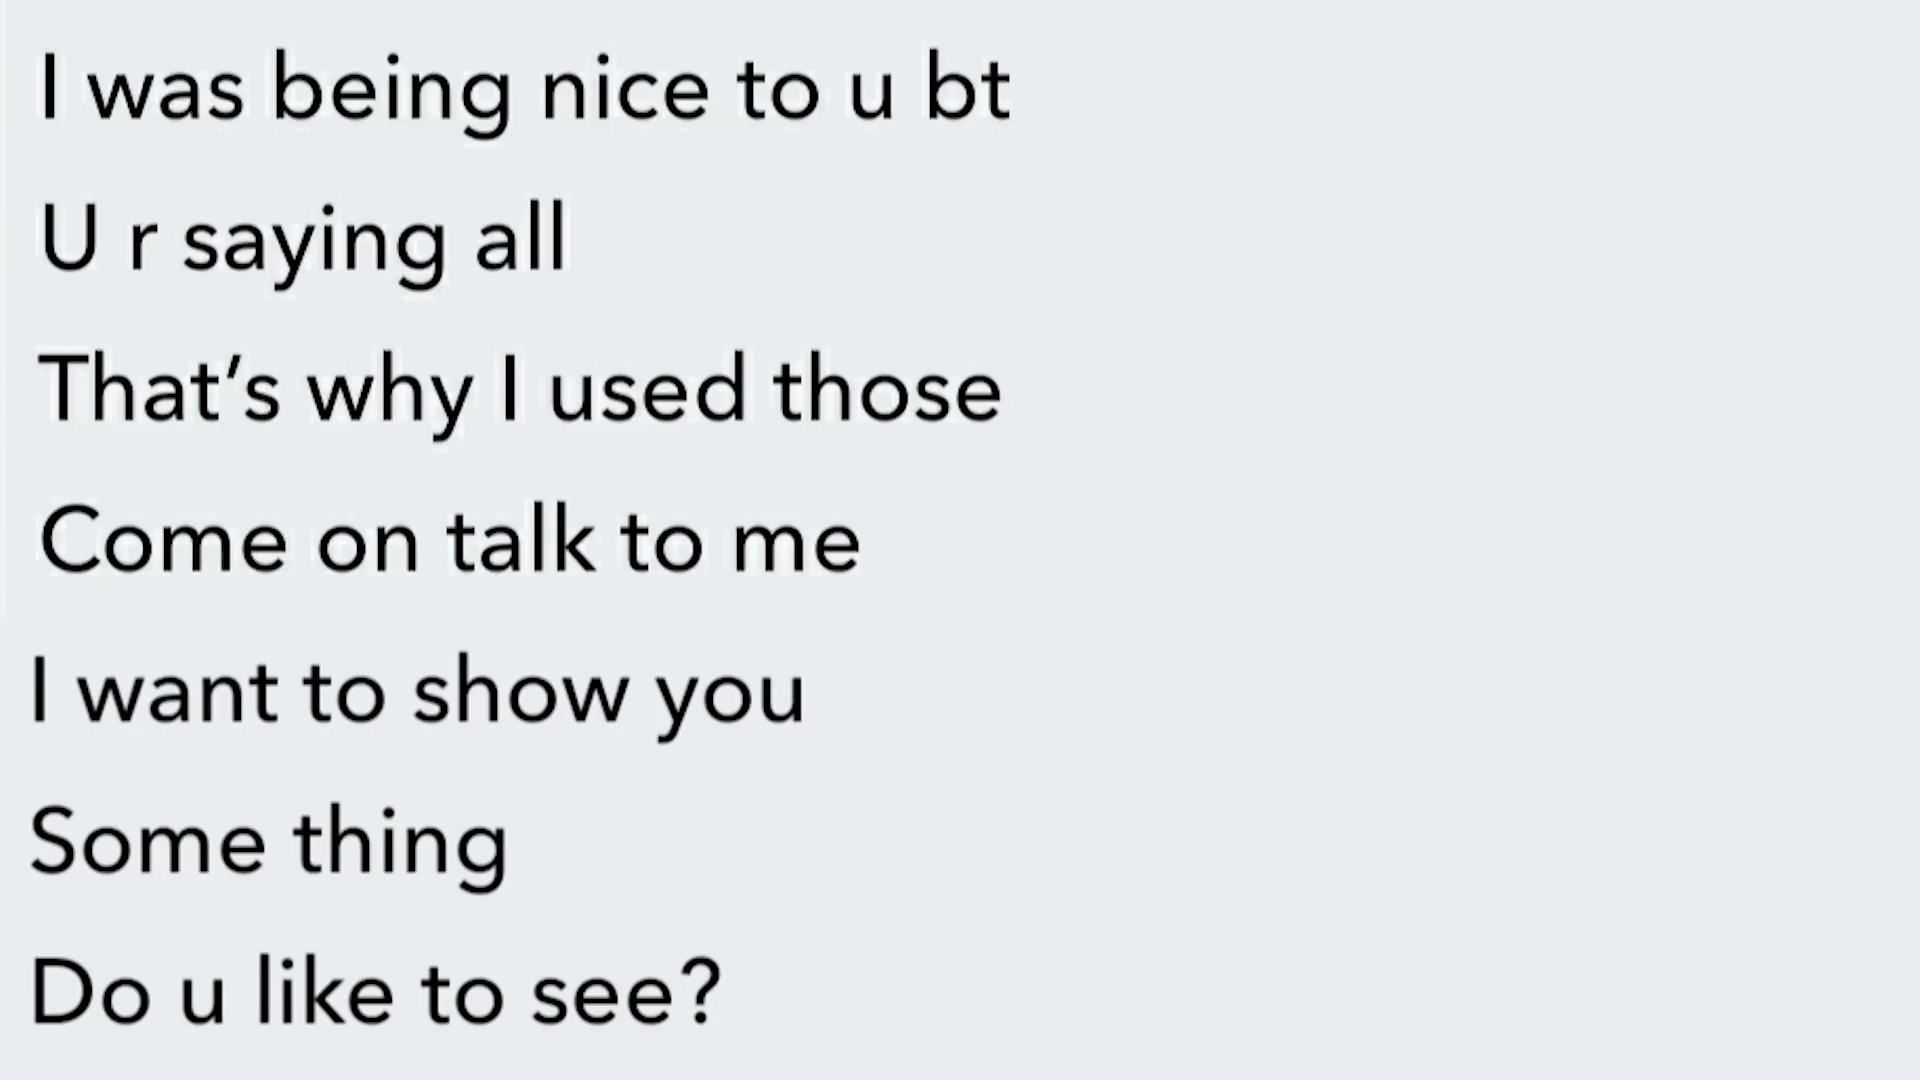 I was being nice to u bt
U r saying all
That’s why I used those
Come on talk to me
I want to show you
Some thing
Do u like to see?